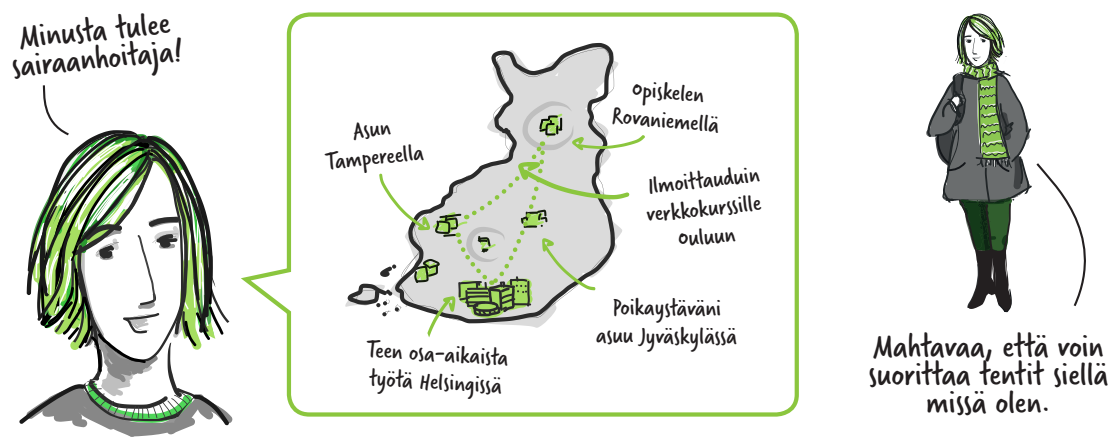 Minusta tulee
sairaanhoitaja!
Asun
Tampereella
Opiskelen
Rovaniemellä
Ilmoittauduin
verkkokurssille
Ouluun
Poikaystäväni
asuu Jyväskylässä
Teen osa-aikaista
työtä Helsingissä
Mahtavaa, että voin
suorittaa tentit siellä
missä olen.